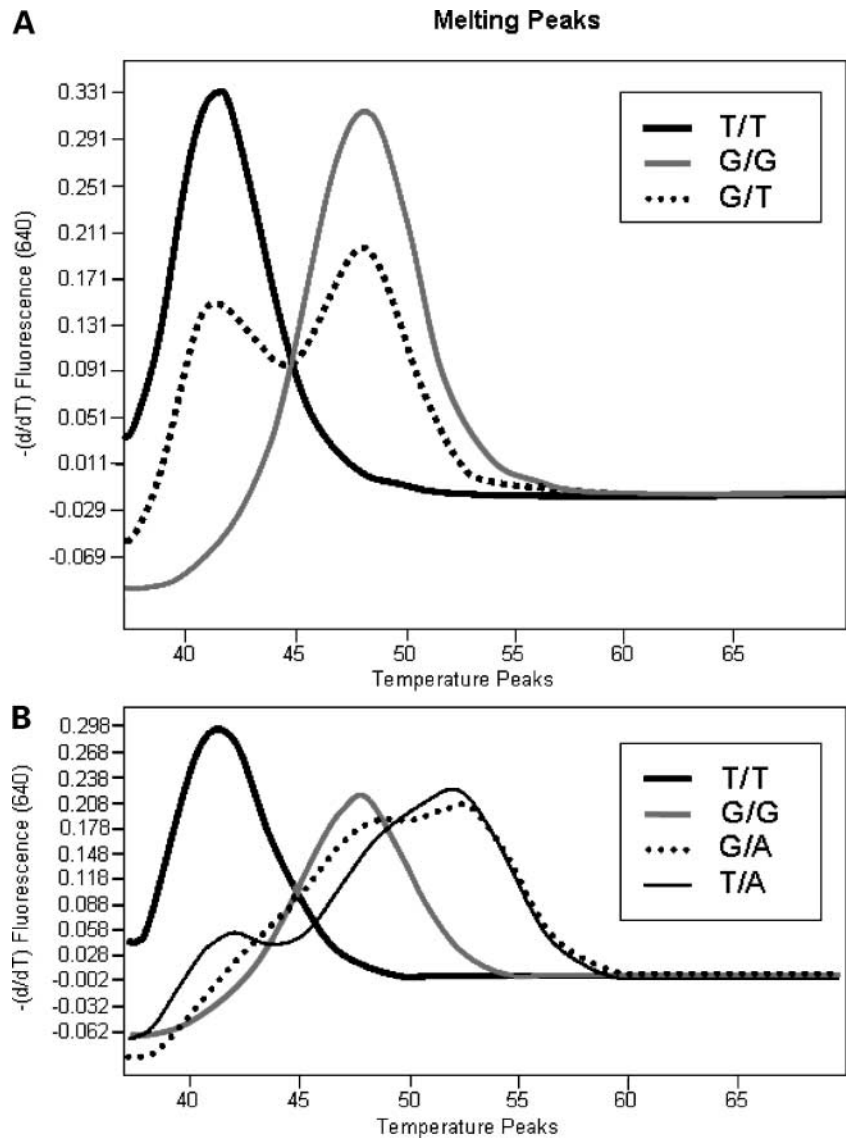 A
Melting Peaks
-(d/dT) Fluorescence (640)
0.331
0.291
0.251
0.211
0.171
0.131
0.091
0.051
0.011
-0.029
-0.069
T/T
G/G
G/T
40 45 50 55 60 65
Temperature Peaks
B
-(d/dT) Fluorescence (640)
0.298
0.268
0.238
0.208
0.178
0.148
0.118
0.088
0.058
0.028
-0.002
-0.032
-0.062
T/T
G/G
G/A
T/A
40 45 50 55 60 65
Temperature Peaks